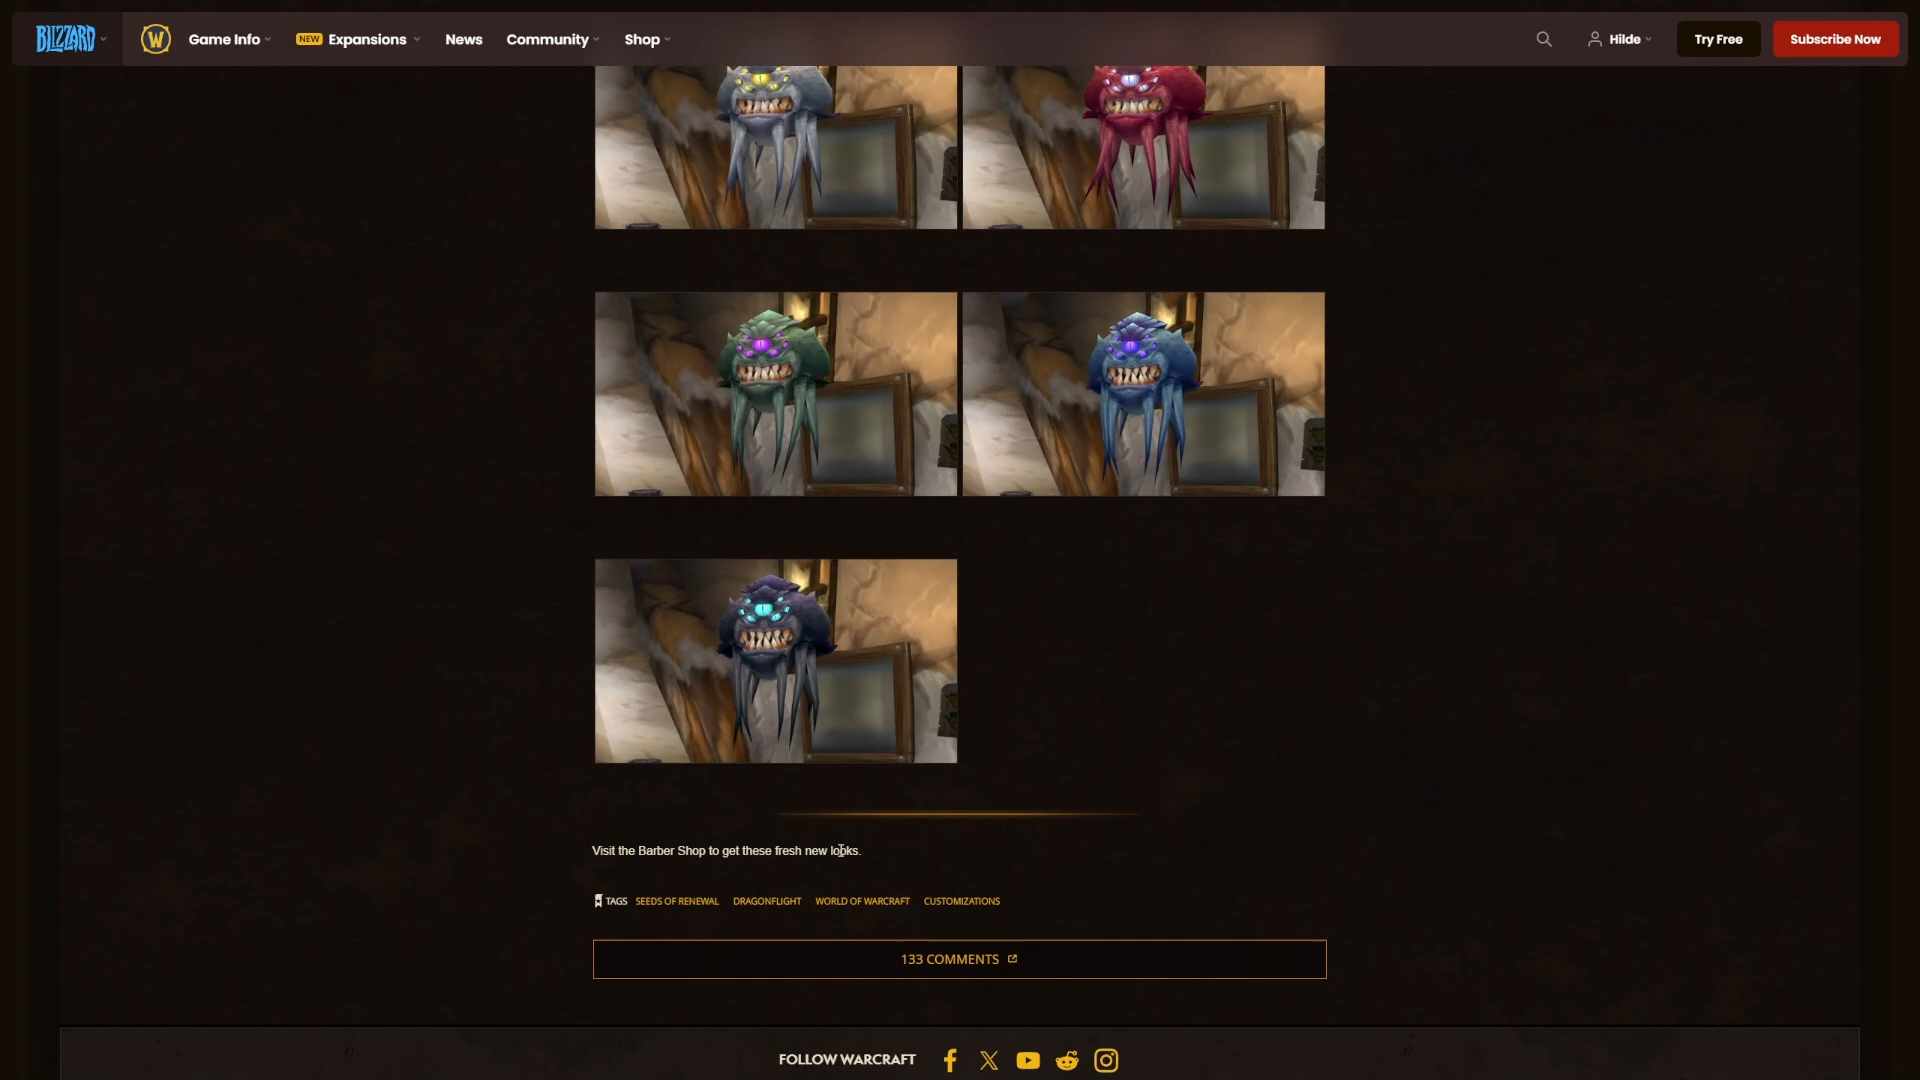 BLIZZARD
W
Game Info
NEW Expansions
News
Community
Shop
Hilde
Try Free
Subscribe Now
Visit the Barber Shop to get these fresh new looks.
TAGS SEEDS OF RENEWAL DRAGONFLIGHT WORLD OF WARCRAFT CUSTOMIZATIONS
133 COMMENTS
FOLLOW WARCRAFT